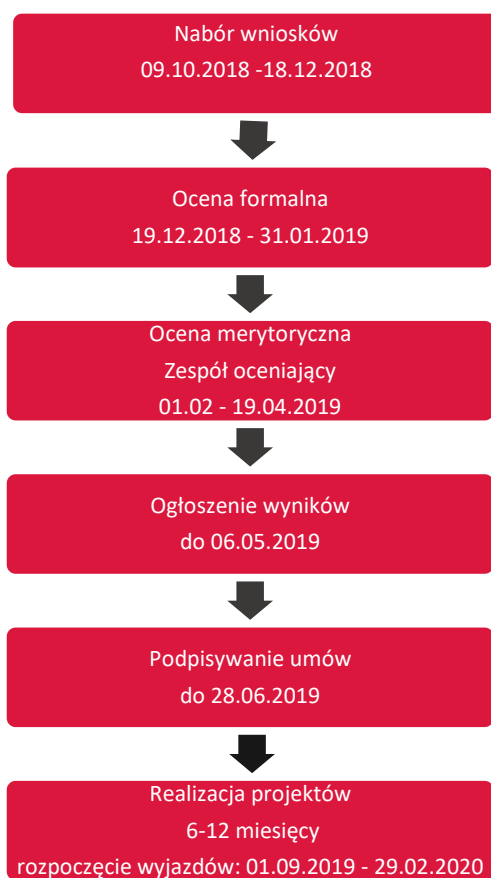 Nabór wniosków
09.10.2018 -18.12.2018
Ocena formalna
19.12.2018 - 31.01.2019
Ocena merytoryczna
Zespół oceniający
01.02 - 19.04.2019
Ogłoszenie wyników
do 06.05.2019
Podpisywanie umów
do 28.06.2019
Realizacja projektów
6-12 miesięcy
rozpoczęcie wyjazdów: 01.09.2019 - 29.02.2020